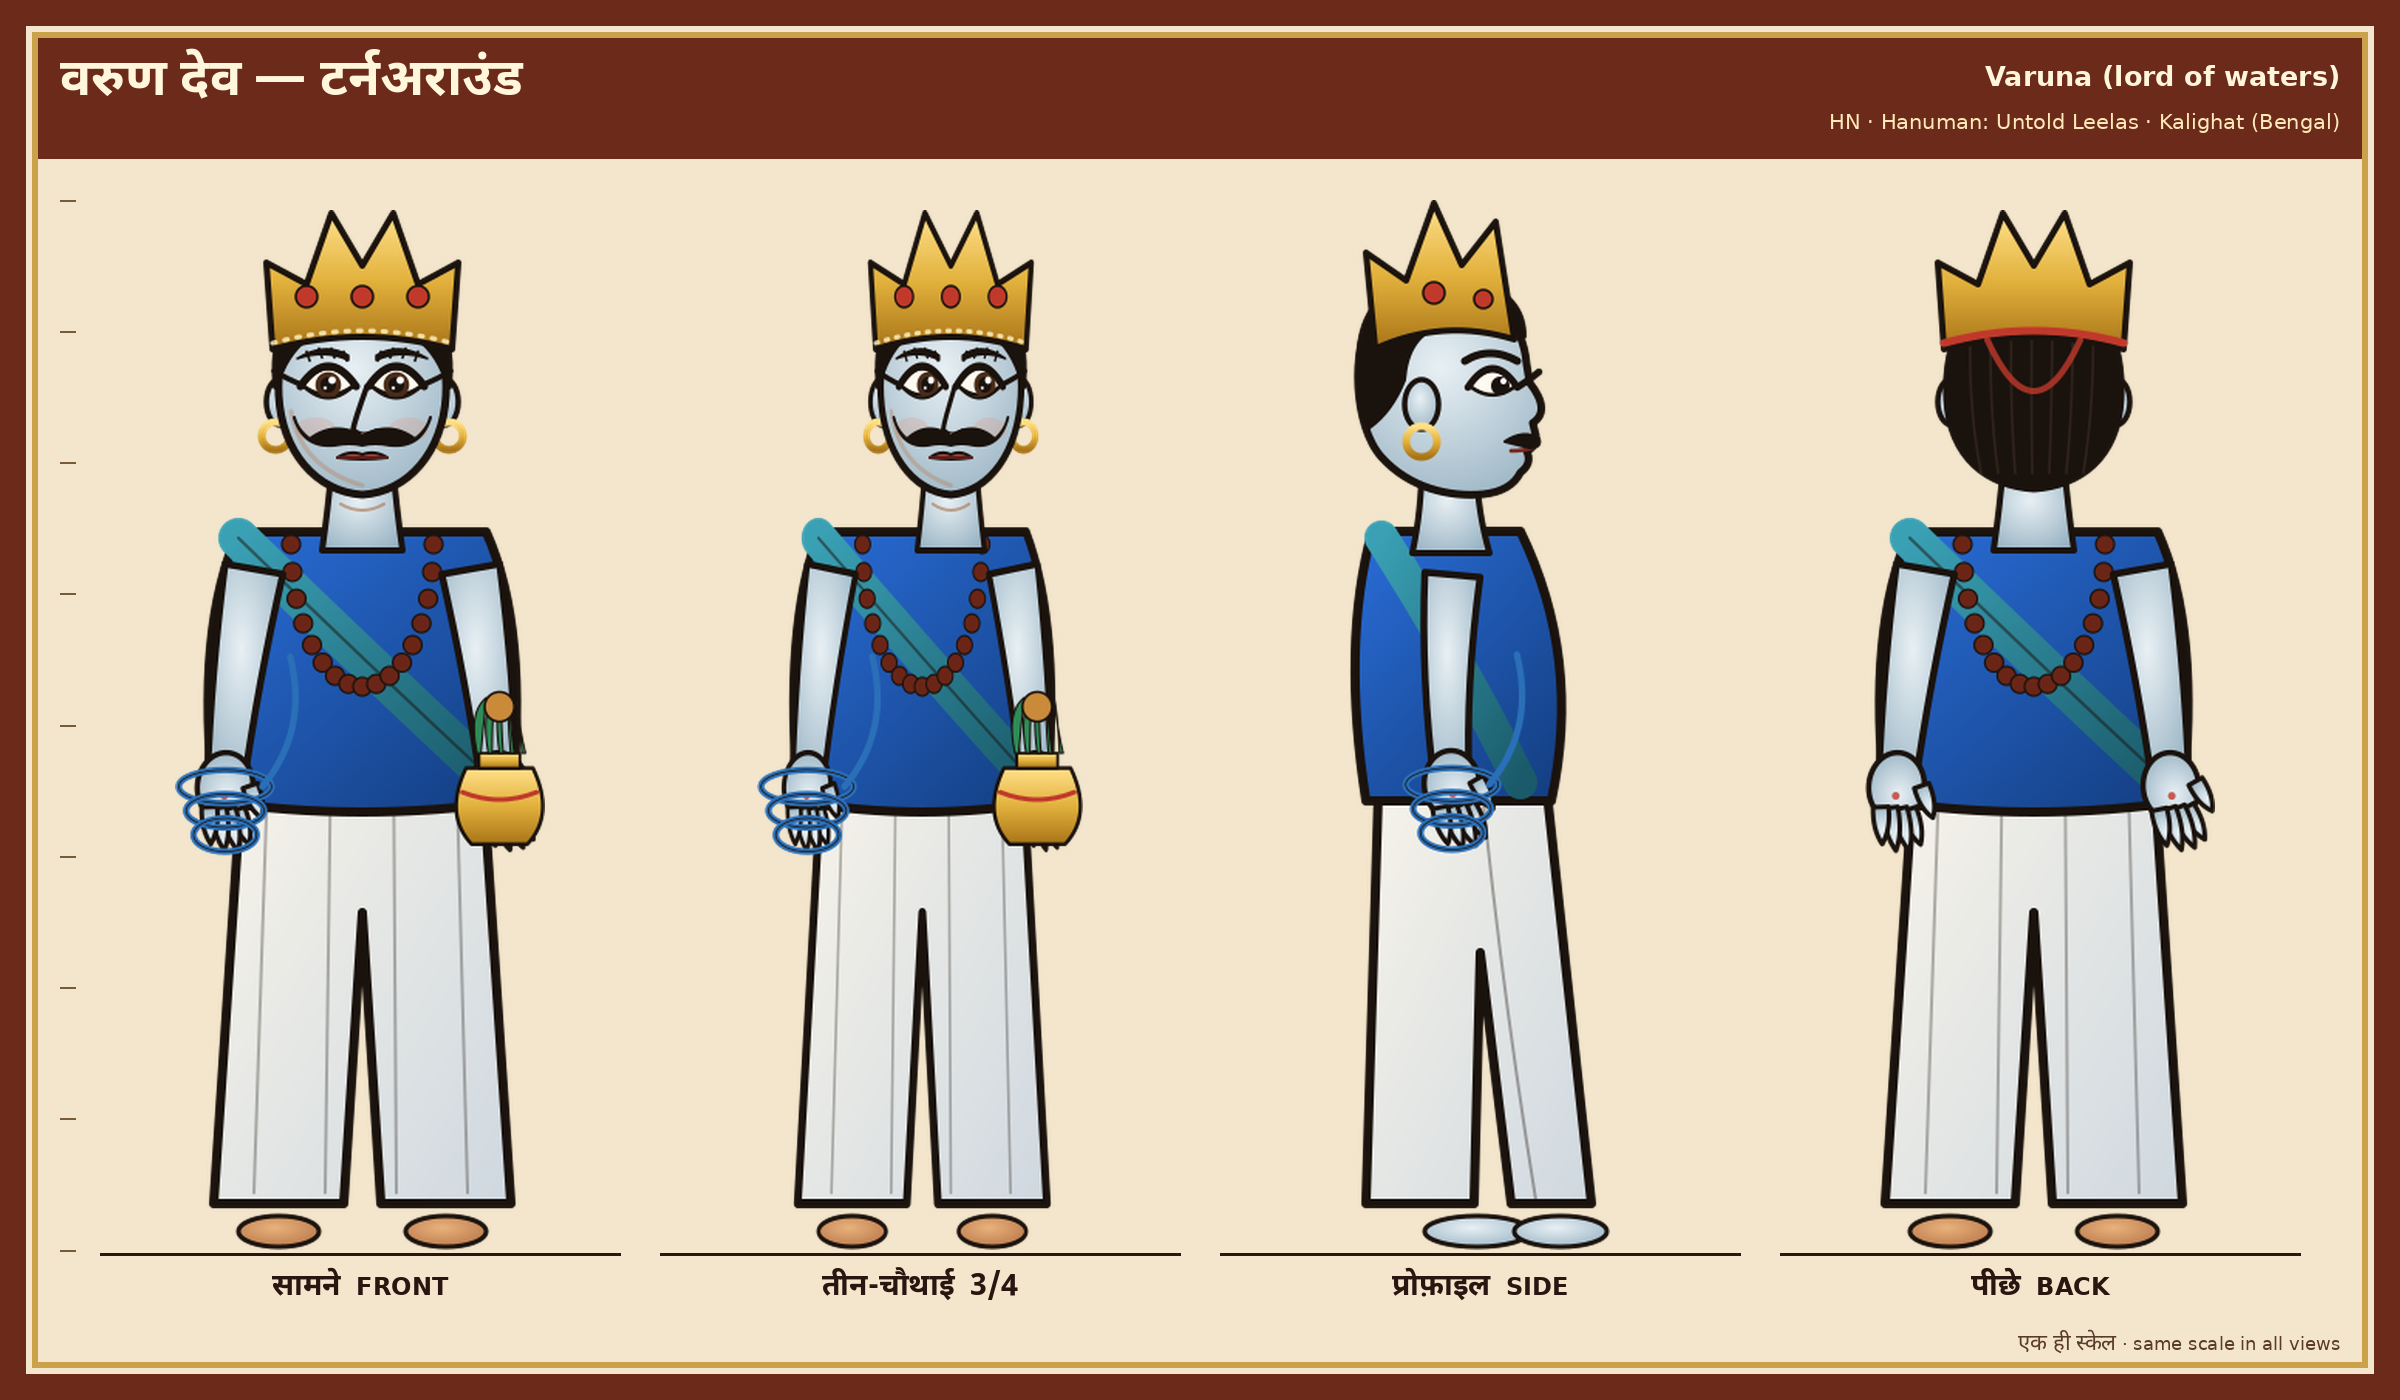 वरुण देव — टर्नअराउंड
Varuna (lord of waters)
HN · Hanuman: Untold Leelas · Kalighat (Bengal)
सामने FRONT
तीन-चौथाई 3/4
प्रोफ़ाइल SIDE
पीछे BACK
एक ही स्केल · same scale in all views